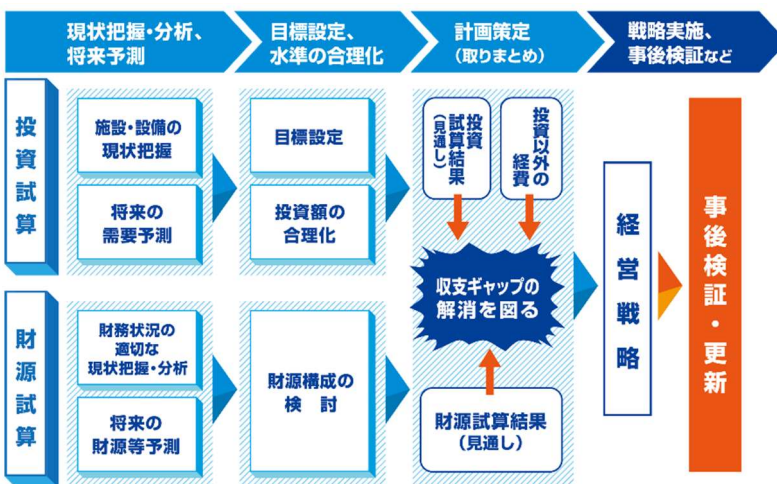 現状把握・分析、
将来予測
目標設定、
水準の合理化
計画策定
（取りまとめ）
戦略実施、
事後検証など
投資試算
施設・設備の
現状把握
将来の
需要予測
目標設定
投資額の
合理化
投資
試算結果
（見通し）
投資以外の
経費
収支ギャップの
解消を図る
財源試算
財務状況の
適切な
現状把握・分析
将来の
財源等予測
財源構成の
検　討
財源試算結果
（見通し）
経営戦略
事後検証・更新